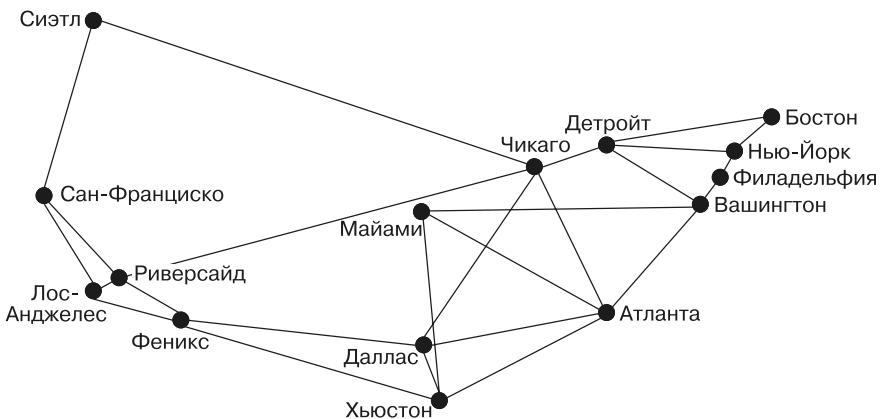 Сиэтл
Бостон
Детройт
Чикаго
Нью-Йорк
Филадельфия
Сан-Франциско
Вашингтон
Майами
Риверсайд
Лос-
Анджелес
Атланта
Феникс
Даллас
Хьюстон